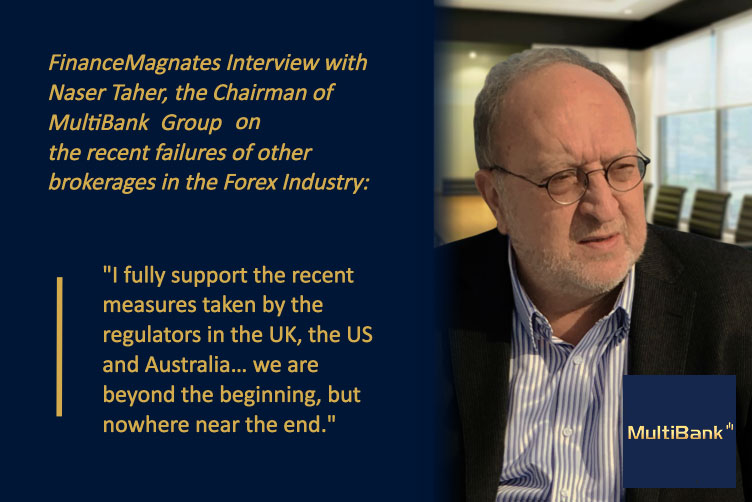 FinanceMagnates Interview with
Naser Taher, the Chairman of
MultiBank Group on
the recent failures of other
brokerages in the Forex Industry:
"I fully support the recent
measures taken by the
regulators in the UK, the US
and Australia... we are
beyond the beginning, but
nowhere near the end."
MultiBank